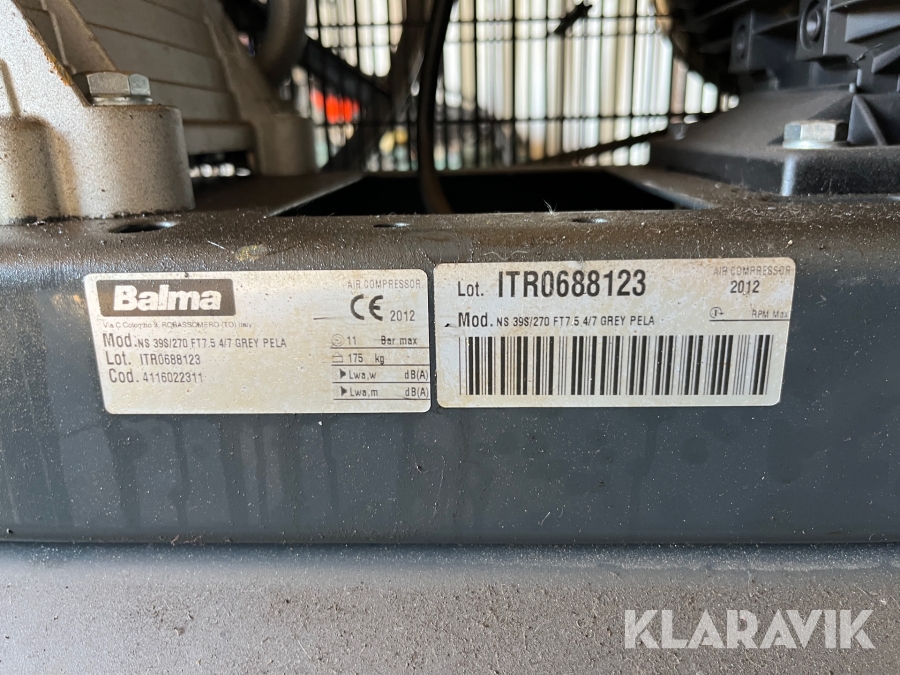 Balma
AIR COMPRESSOR
CE 2012
Via C.Colombo 3, ROBASSOMERO (TO) Italy
Mod. NS 39S/270 FT7.5 4/7 GREY PELA
Lot. ITR0688123
Cod. 4116022311
11 Bar max
175 kg
Lwa,w dB(A)
Lwa,m dB(A)
Lot. ITR0688123
AIR COMPRESSOR
2012
Mod. NS 39S/270 FT7.5 4/7 GREY PELA
RPM Max
KLARAVIK